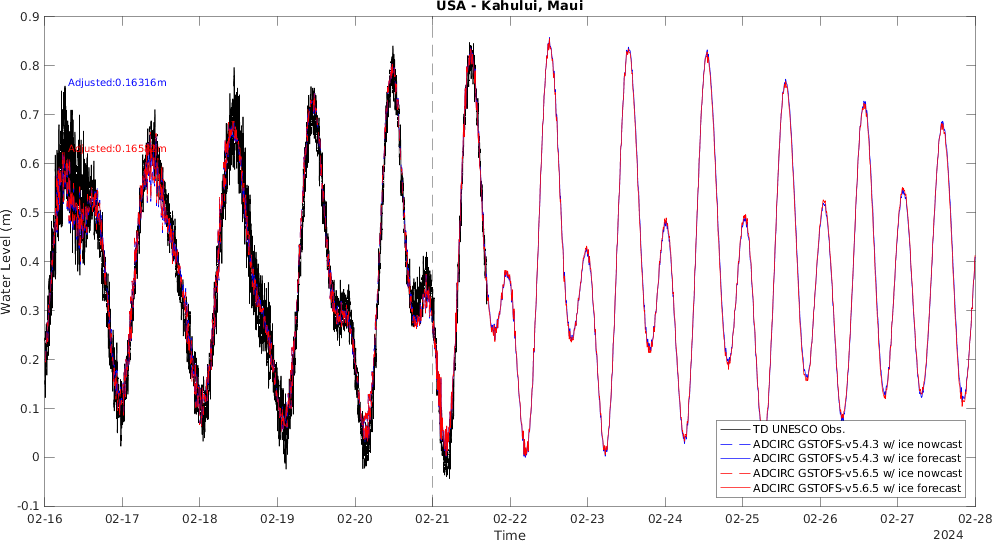 USA - Kahului, Maui
0.9
0.8
0.7
0.6
0.5
0.4
0.3
0.2
0.1
0
-0.1
Water Level (m)
Adjusted:0.16316m
TD UNESCO Obs.
ADCIRC GSTOFS-v5.4.3 w/ ice nowcast
ADCIRC GSTOFS-v5.4.3 w/ ice forecast
ADCIRC GSTOFS-v5.6.5 w/ ice nowcast
ADCIRC GSTOFS-v5.6.5 w/ ice forecast
02-16 02-17 02-18 02-19 02-20 02-21 02-22 02-23 02-24 02-25 02-26 02-27 02-28
Time
2024